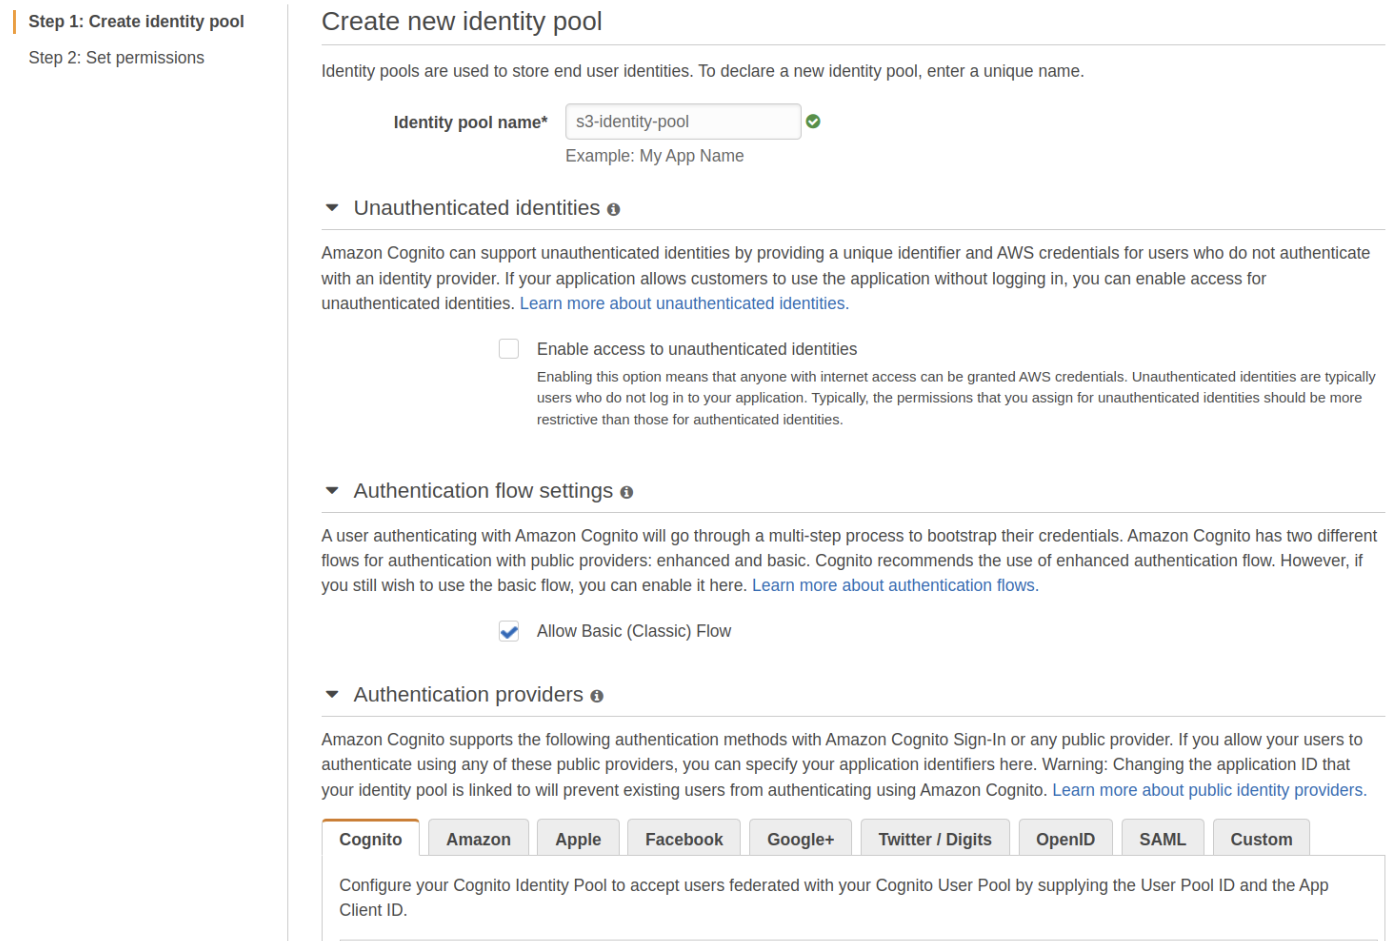 Step 1: Create identity pool
Step 2: Set permissions
Create new identity pool
Identity pools are used to store end user identities. To declare a new identity pool, enter a unique name.
Identity pool name* s3-identity-pool
Example: My App Name
Unauthenticated identities
Amazon Cognito can support unauthenticated identities by providing a unique identifier and AWS credentials for users who do not authenticate
with an identity provider. If your application allows customers to use the application without logging in, you can enable access for
unauthenticated identities. Learn more about unauthenticated identities.
Enable access to unauthenticated identities
Enabling this option means that anyone with internet access can be granted AWS credentials. Unauthenticated identities are typically
users who do not log in to your application. Typically, the permissions that you assign for unauthenticated identities should be more
restrictive than those for authenticated identities.
Authentication flow settings
A user authenticating with Amazon Cognito will go through a multi-step process to bootstrap their credentials. Amazon Cognito has two different
flows for authentication with public providers: enhanced and basic. Cognito recommends the use of enhanced authentication flow. However, if
you still wish to use the basic flow, you can enable it here. Learn more about authentication flows.
Allow Basic (Classic) Flow
Authentication providers
Amazon Cognito supports the following authentication methods with Amazon Cognito Sign-In or any public provider. If you allow your users to
authenticate using any of these public providers, you can specify your application identifiers here. Warning: Changing the application ID that
your identity pool is linked to will prevent existing users from authenticating using Amazon Cognito. Learn more about public identity providers.
Cognito Amazon Apple Facebook Google+ Twitter / Digits OpenID SAML Custom
Configure your Cognito Identity Pool to accept users federated with your Cognito User Pool by supplying the User Pool ID and the App
Client ID.